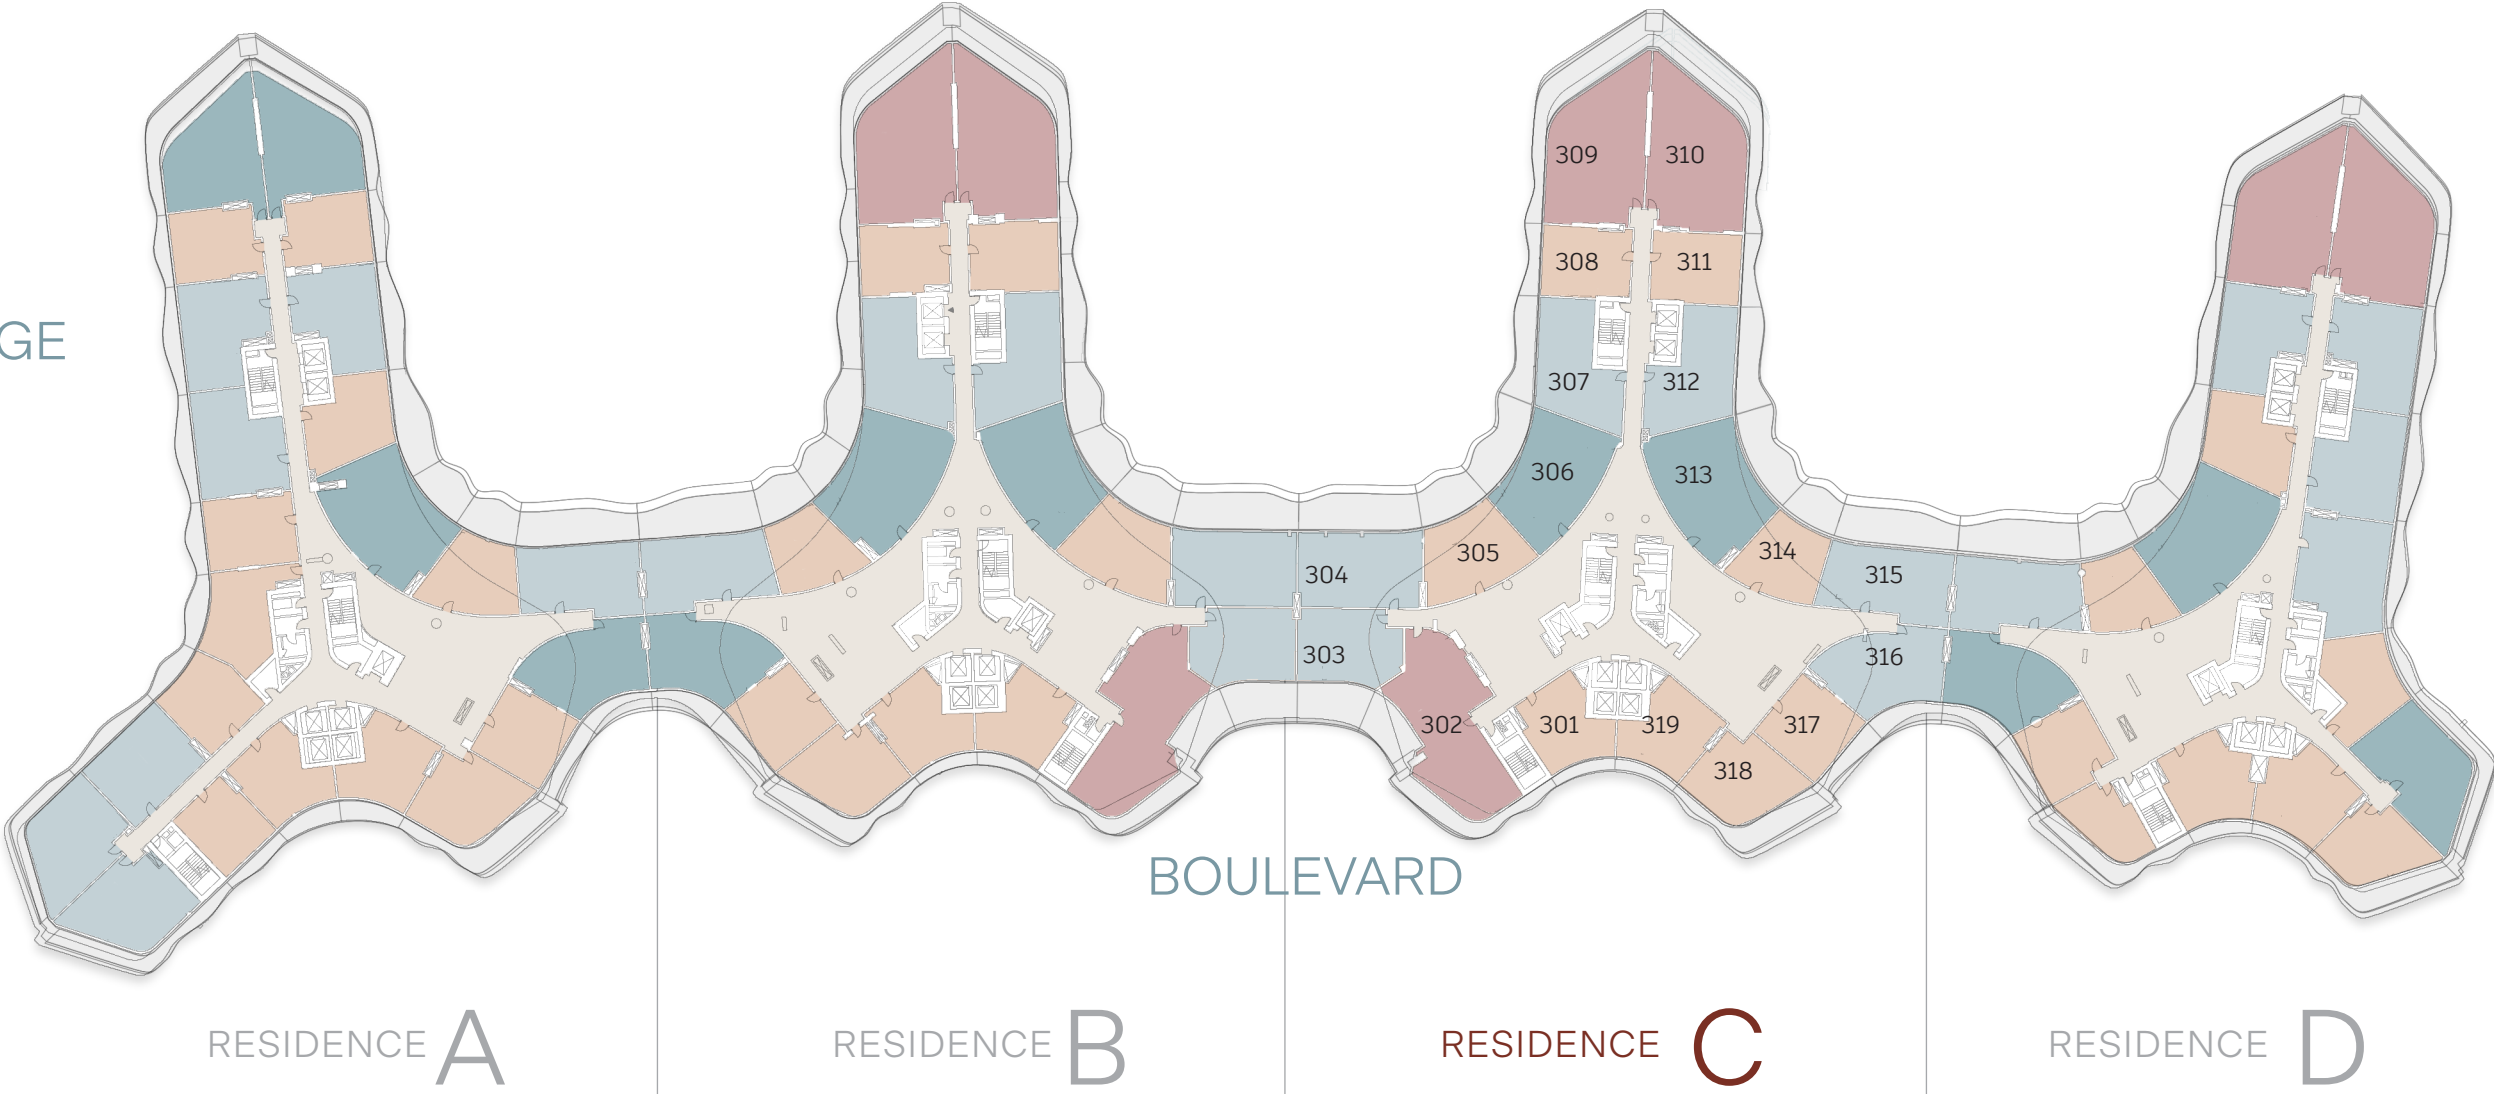 309 310
308 311
GE
307 312
306 313
305 314
304 315
303 316
302 301 319 317
318
BOULEVARD
RESIDENCE A
RESIDENCE B
RESIDENCE C
RESIDENCE D